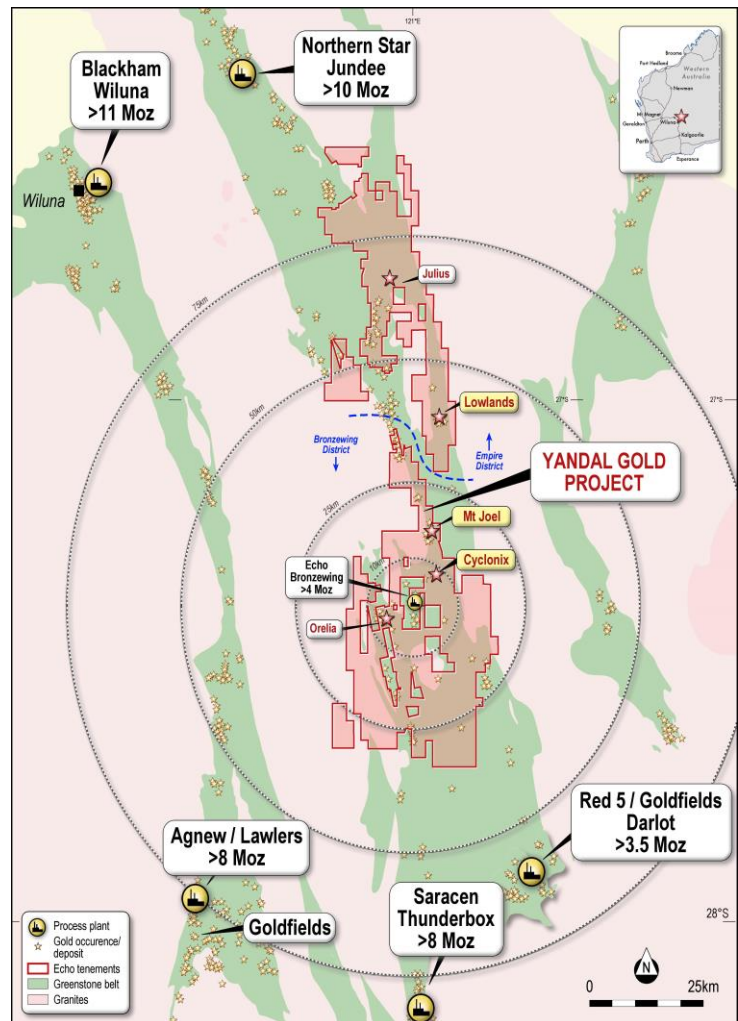 121°E
Northern Star
Jundee
>10 Moz
Blackham
Wiluna
>11 Moz
Broome
Port Hedland
Western
Australia
Newman
Mt Magnet
Wiluna
Geraldton
Kalgoorlie
Perth
Esperance
Wiluna
75km
Julius
50km
27°S
27°S
Lowlands
Bronzewing
District
Empire
District
YANDAL GOLD
PROJECT
25km
Mt Joel
10km
Cyclonix
Echo
Bronzewing
>4 Moz
Orelia
Red 5 / Goldfields
Darlot
>3.5 Moz
Agnew / Lawlers
>8 Moz
Saracen
Thunderbox
>8 Moz
Goldfields
28°S
Process plant
Gold occurence/
deposit
Echo tenements
Greenstone belt
Granites
N
0 25km